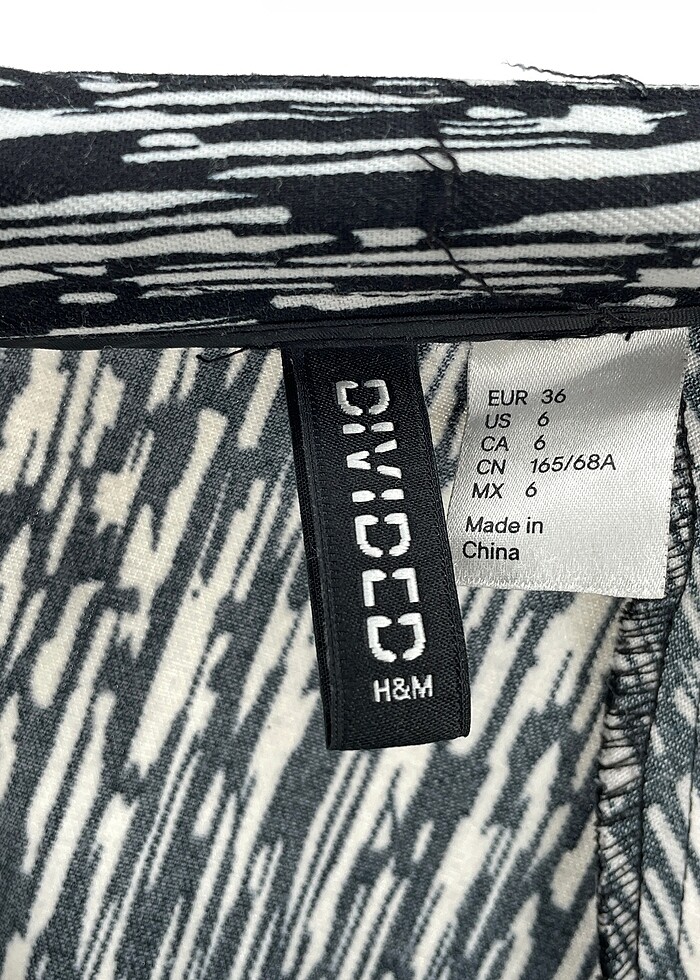 DIVIDED
H&M
EUR 36
US 6
CA 6
CN 165/68A
MX 6
Made in
China